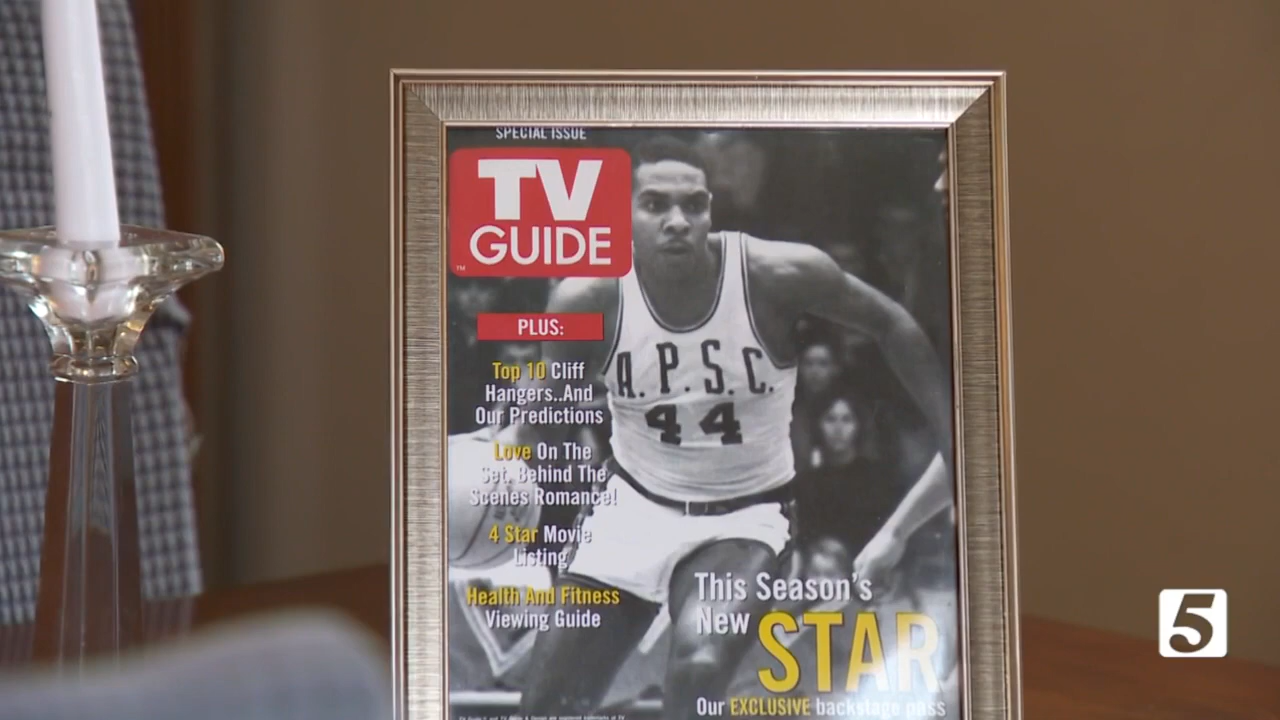 SPECIAL ISSUE
TV
GUIDE
TM
PLUS:
Top 10 Cliff
Hangers..And
Our Predictions
Love On The
Set. Behind The
Scenes Romance!
4 Star Movie
Listing
Health And Fitness
Viewing Guide
A.P.S.C.
44
This Season's
New STAR
Our EXCLUSIVE backstage pass
5